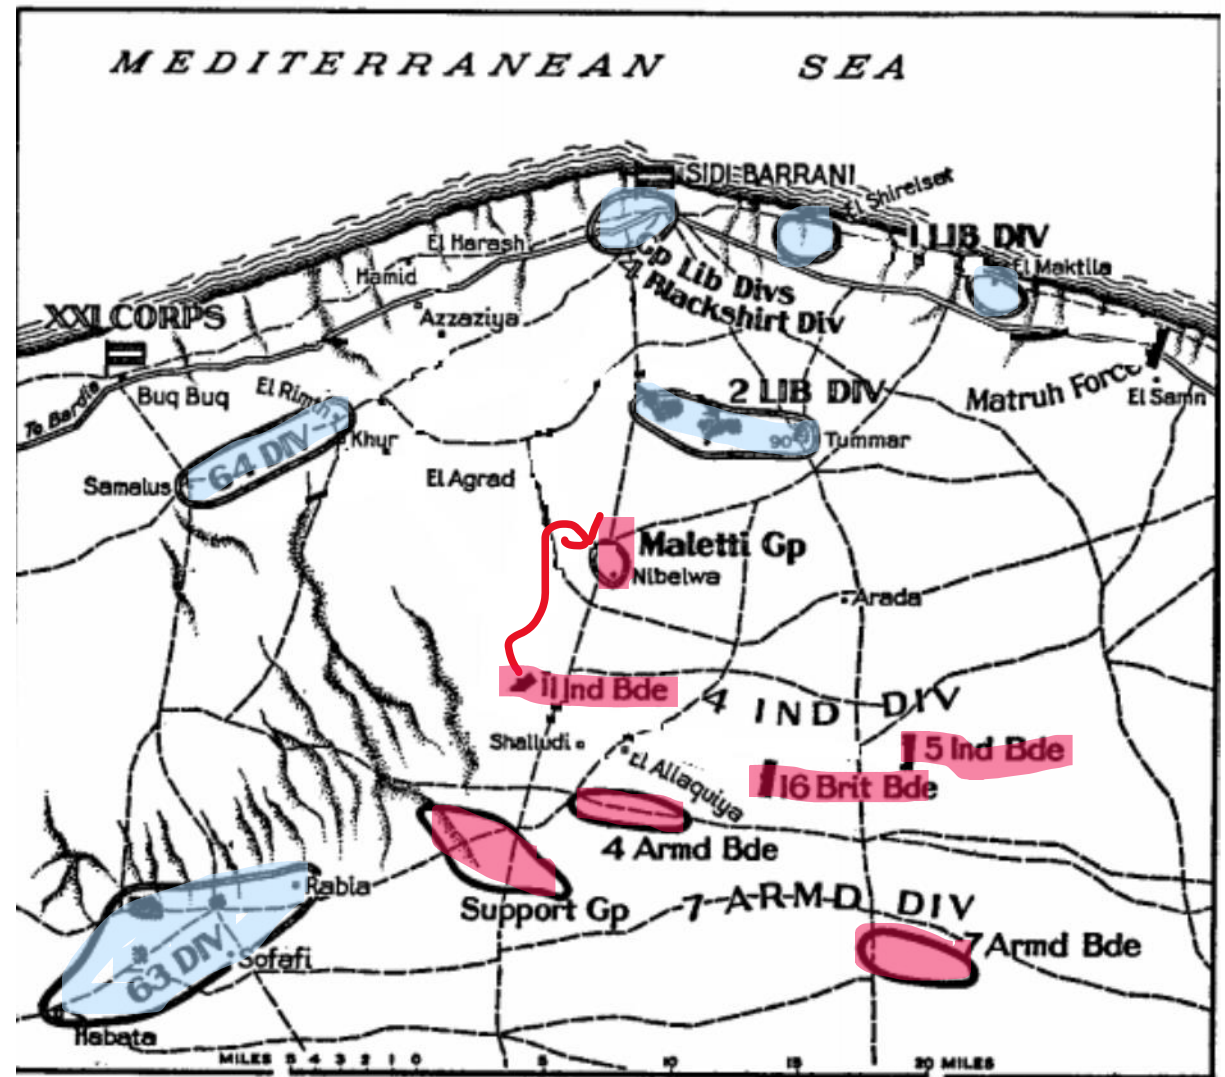 MEDITERRANEAN SEA
SIDI-BARRANI
El Shireisat
El Harash
1 LIB DIV
Hamid
Gp Lib Divs
El Maktila
4 Blackshirt Div
XXI CORPS
Azzaziya
Buq Buq
El Rimth
2 LIB DIV
Matruh Force
El Samn
To Bardia
64 DIV
Khur
90
Tummar
Samalus
El Agrad
Maletti Gp
Nibeiwa
Arada
11 Ind Bde
4 IND DIV
Shalludi
5 Ind Bde
El Allaquiya
16 Brit Bde
4 Armd Bde
Rabia
Support Gp
7 ARMD DIV
63 DIV
Sofafi
7 Armd Bde
Habata
MILES 5 4 3 2 1 0 5 10 15 20 MILES